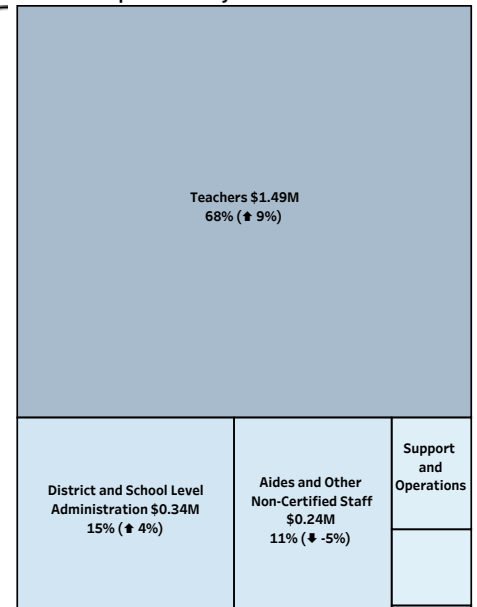 Teachers $1.49M
68% (⬆ 9%)
District and School Level
Administration $0.34M
15% (⬆ 4%)
Aides and Other
Non-Certified Staff
$0.24M
11% (⬇ -5%)
Support
and
Operations